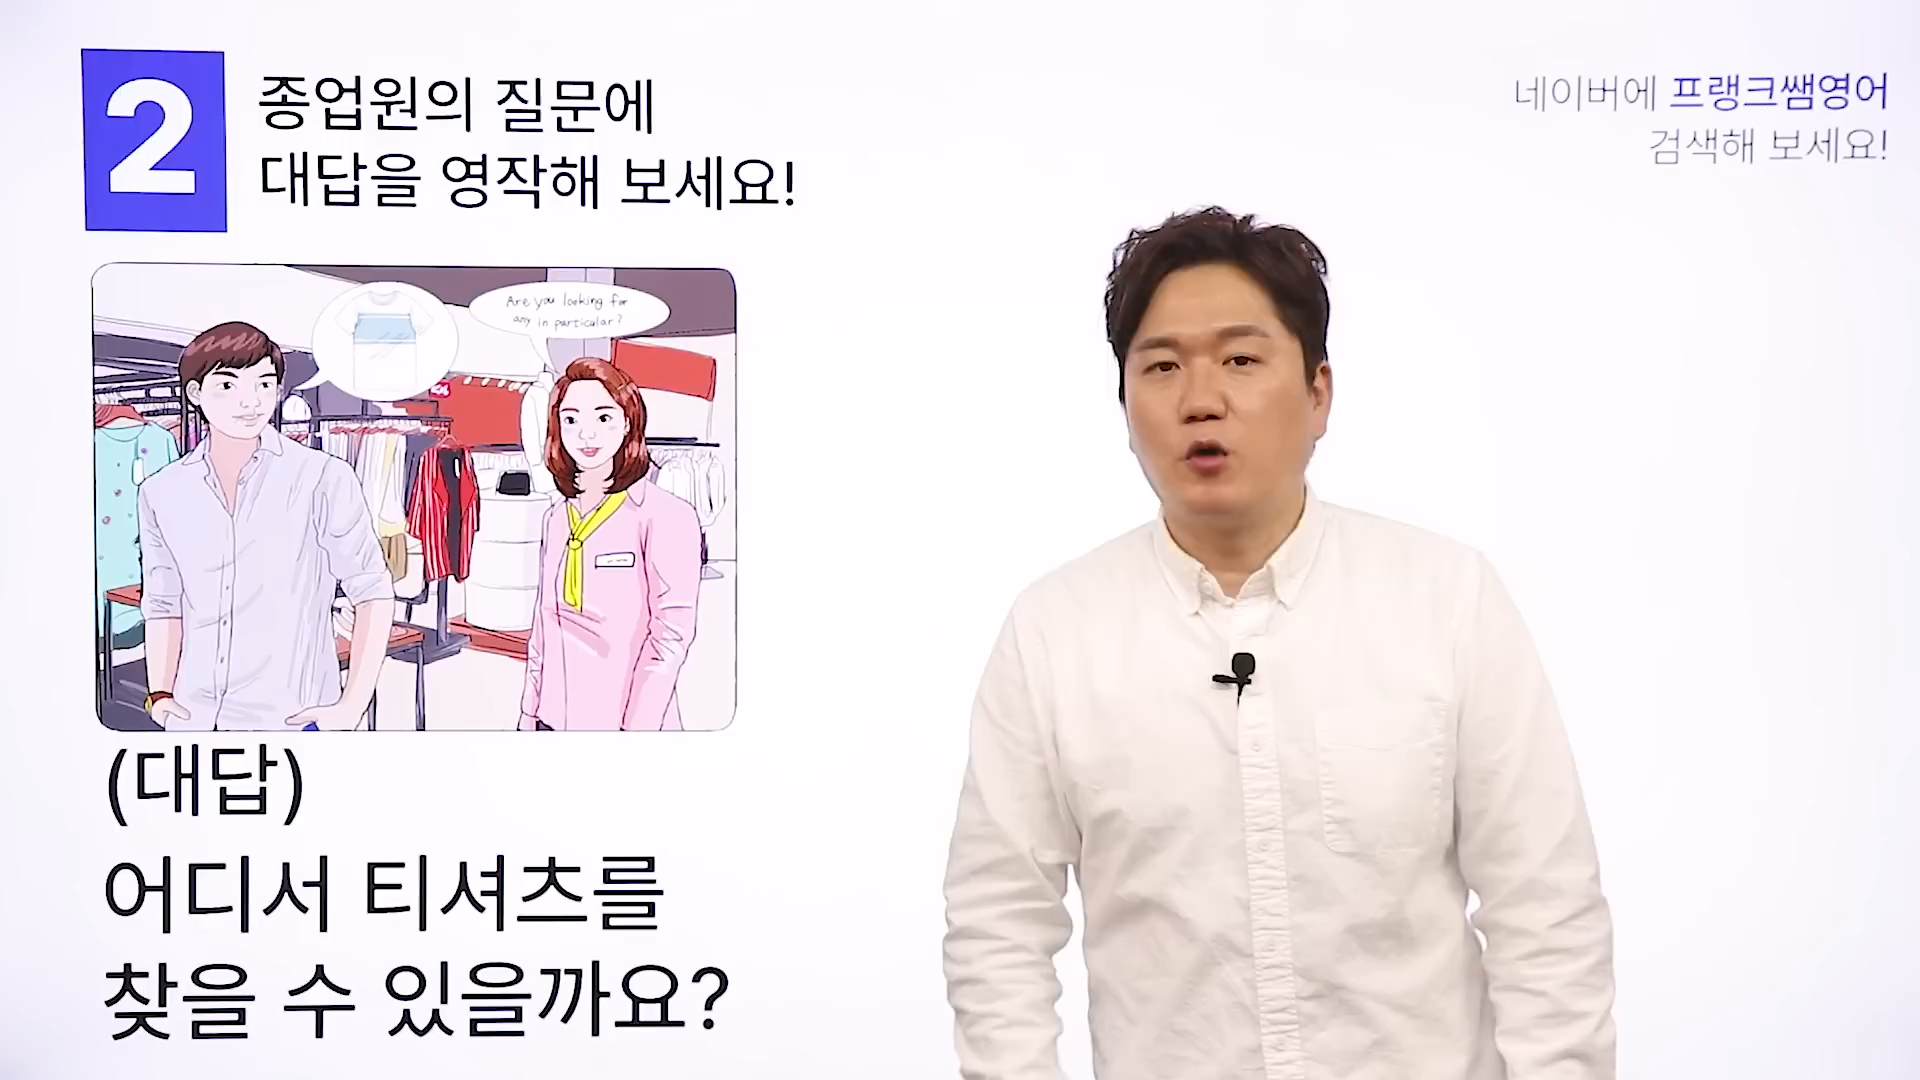 2
종업원의 질문에
대답을 영작해 보세요!
네이버에 프랭크쌤영어
검색해 보세요!
Are you looking for
any in particular?
(대답)
어디서 티셔츠를
찾을 수 있을까요?